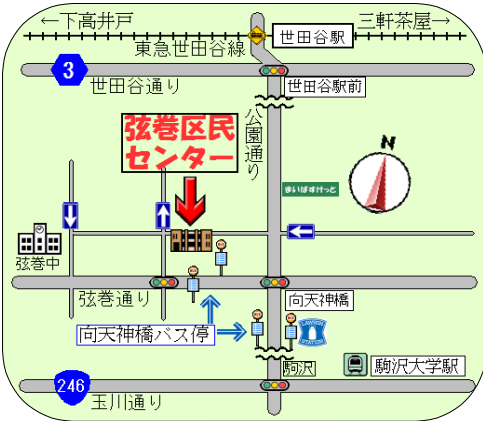 ←下高井戸
三軒茶屋→
東急世田谷線
世田谷駅
3
世田谷通り
世田谷駅前
公園通り
弦巻区民
センター
N
まいばすけっと
弦巻中
弦巻通り
向天神橋
向天神橋バス停
LAWSON
STATION
駒沢
駒沢大学駅
246
玉川通り